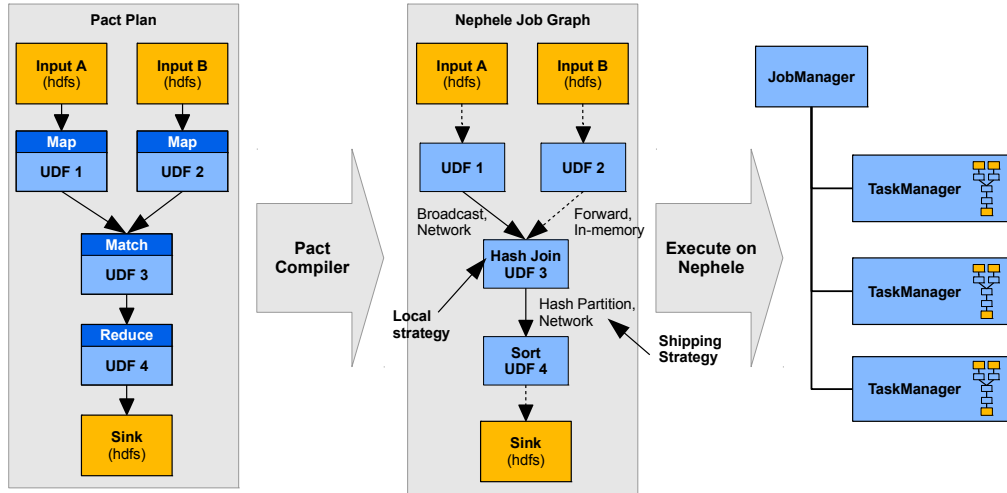 Pact Plan
Input A
(hdfs)
Input B
(hdfs)
Map
UDF 1
Map
UDF 2
Match
UDF 3
Reduce
UDF 4
Sink
(hdfs)
Pact
Compiler
Nephele Job Graph
Input A
(hdfs)
Input B
(hdfs)
UDF 1
UDF 2
Broadcast,
Network
Forward,
In-memory
Hash Join
UDF 3
Local
strategy
Hash Partition,
Network
Shipping
Strategy
Sort
UDF 4
Sink
(hdfs)
Execute on
Nephele
JobManager
TaskManager
TaskManager
TaskManager